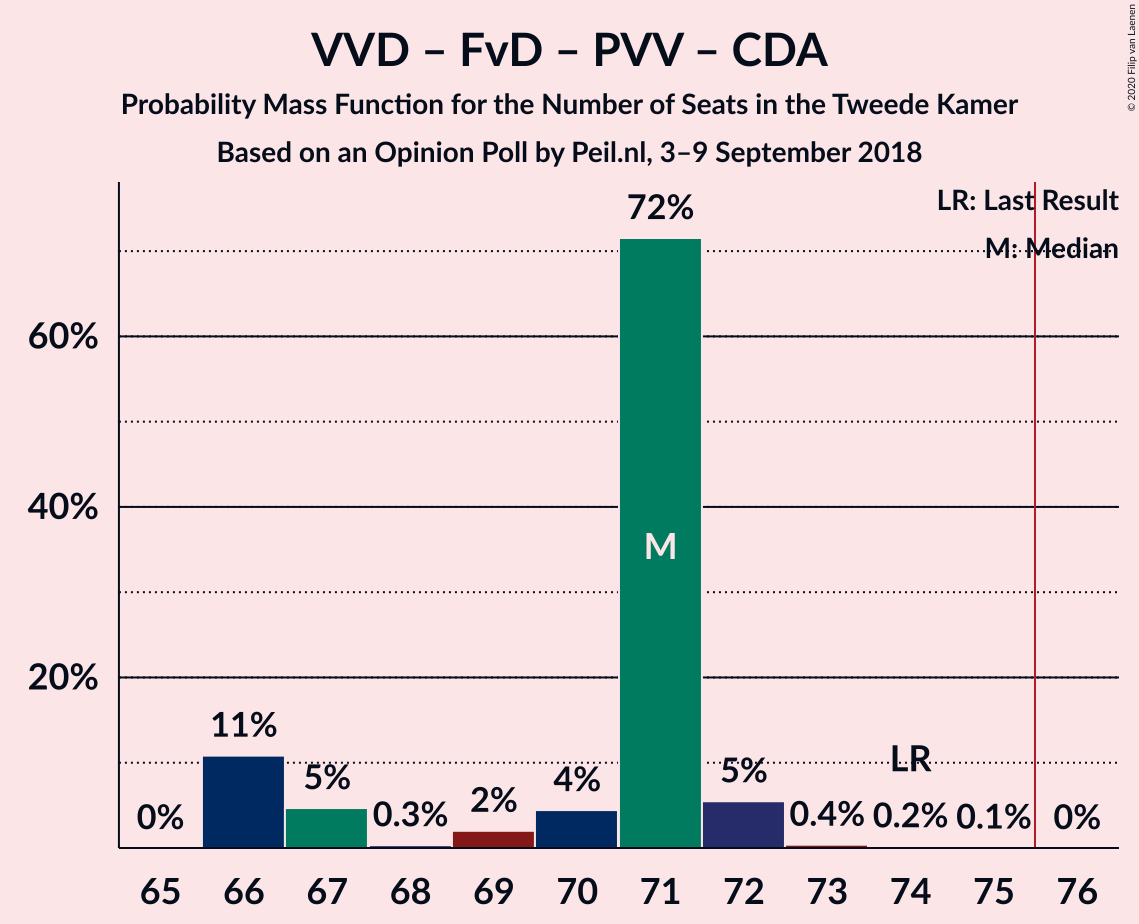 VVD – FvD – PVV – CDA
Probability Mass Function for the Number of Seats in the Tweede Kamer
Based on an Opinion Poll by Peil.nl, 3–9 September 2018
© 2020 Filip van Laenen
LR: Last Result
M: Median
72%
60%
40%
M
20%
11%
5%
0.3%
2%
4%
5%
0.4%
LR
0.2%
0.1%
0%
0%
65 66 67 68 69 70 71 72 73 74 75 76